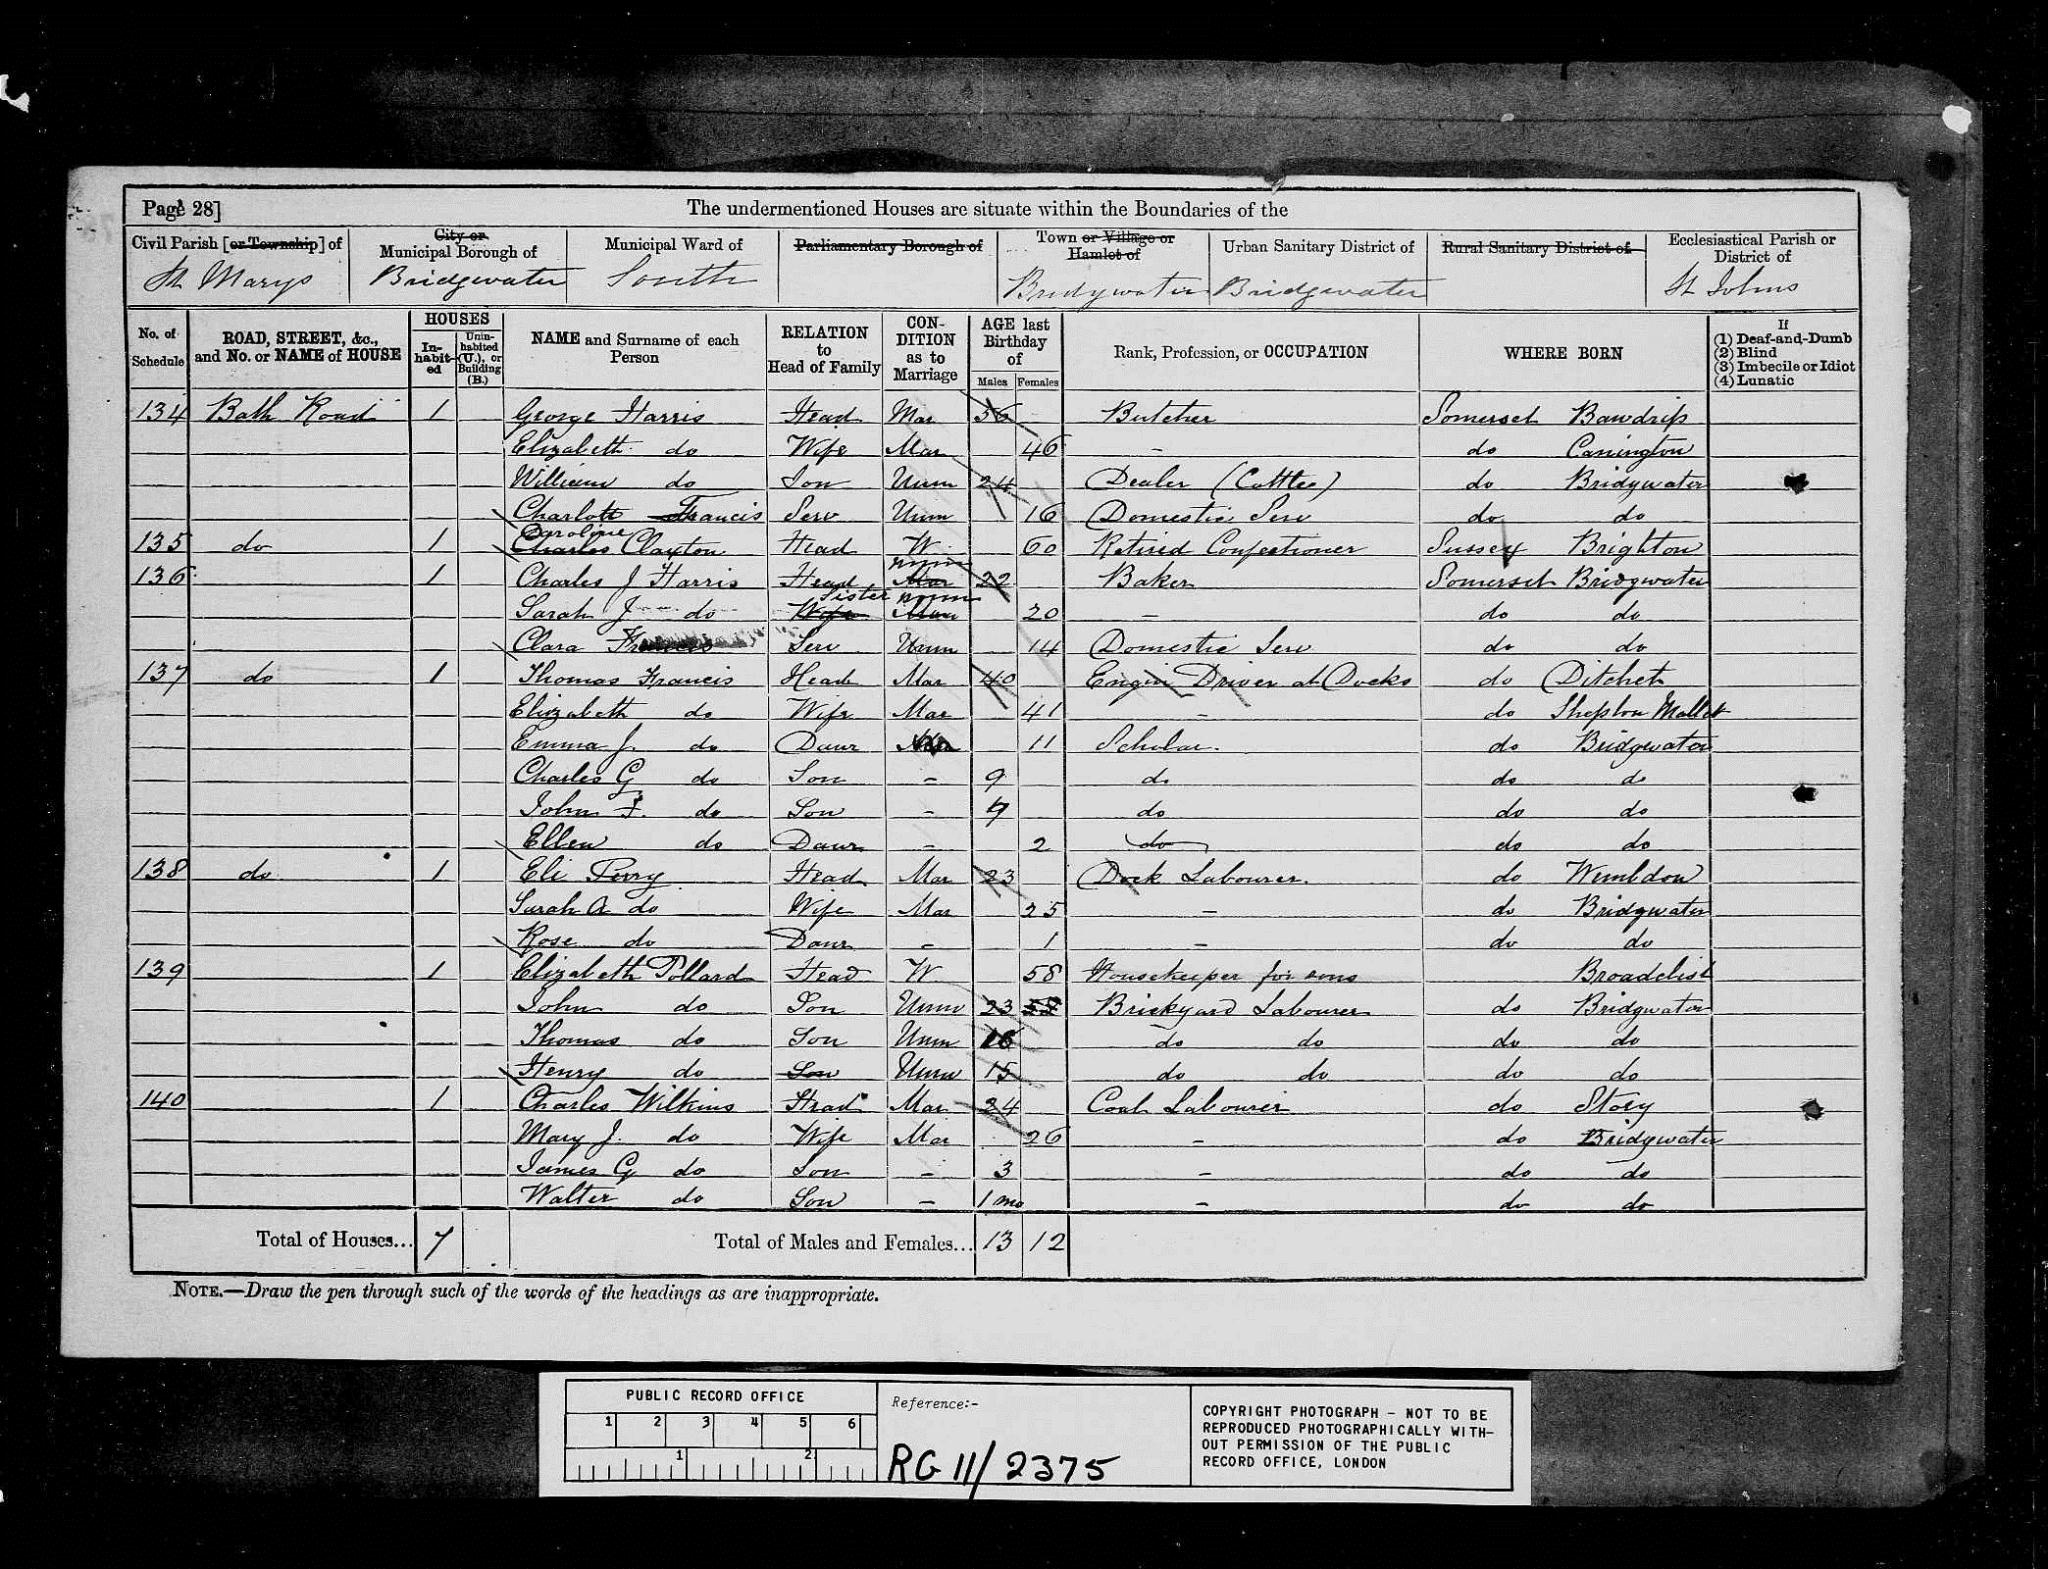 Page 28]
The undermentioned Houses are situate within the Boundaries of the
Civil Parish [or Township] of St Marys
City or Municipal Borough of Bridgwater
Municipal Ward of South
Parliamentary Borough of
Town or Village or Hamlet of Bridgwater
Urban Sanitary District of Bridgewater
Rural Sanitary District of
Ecclesiastical Parish or District of St Johns
No. of Schedule
ROAD, STREET, &c., and No. or NAME of HOUSE
HOUSES
Inhabited
Uninhabited (U.), or Building (B.)
NAME and Surname of each Person
RELATION to Head of Family
CONDITION as to Marriage
AGE last Birthday of
Males Females
Rank, Profession, or OCCUPATION
WHERE BORN
If
(1) Deaf-and-Dumb
(2) Blind
(3) Imbecile or Idiot
(4) Lunatic
134 Bath Road 1 George Harris Head Mar 56 Butcher Somerset Bawdrip
Elizabeth do Wife Mar 46 - do Canington
William do Son Unm 24 Dealer (Cattle) do Bridgwater
Charlott Francis Serv Unm 16 Domestic Serv do do
135 do 1 Charles Caroline Clayton Head W 60 Retired Confectioner Sussex Brighton
136 1 Charles J Harris Head Mar unm 22 Baker Somerset Bridgwater
Sarah J do Wife Sister Mar unm 20 - do do
Clara Francis Serv Unm 14 Domestic Serv do do
137 do 1 Thomas Francis Head Mar 40 Engin Driver at Docks do Ditchet
Elizabeth do Wife Mar 41 - do Shepton Mallet
Emma J. do Daur 11 Scholar. do Bridgwater
Charles G do Son - 9 do do do
John F. do Son - 7 do do do
Ellen do Daur - 2 do do do
138 do 1 Eli Perry Head Mar 23 Dock Labourer. do Wembdon
Sarah A do Wife Mar 25 - do Bridgwater
Rose do Daur - 1 - do do
139 1 Elizabeth Pollard Head W. 58 Housekeeper for sons Broadclist
John do Son Unm 23 58 Brickyard Labourer do Bridgwater
Thomas do Son Unm 16 do do do do
Henry do Son Unm 15 do do do do
140 1 Charles Wilkins Head Mar 24 Coal Labourer do Stoey
Mary J. do Wife Mar 26 - do Bridgwater
James G do Son - 3 - do do
Walter do Son - 1 mo - do do
Total of Houses... 7 Total of Males and Females... 13 12
NOTE.—Draw the pen through such of the words of the headings as are inappropriate.
PUBLIC RECORD OFFICE
1 2 3 4 5 6
1 2
Reference:-
RG 11/2375
COPYRIGHT PHOTOGRAPH - NOT TO BE
REPRODUCED PHOTOGRAPHICALLY WITH-
OUT PERMISSION OF THE PUBLIC
RECORD OFFICE, LONDON